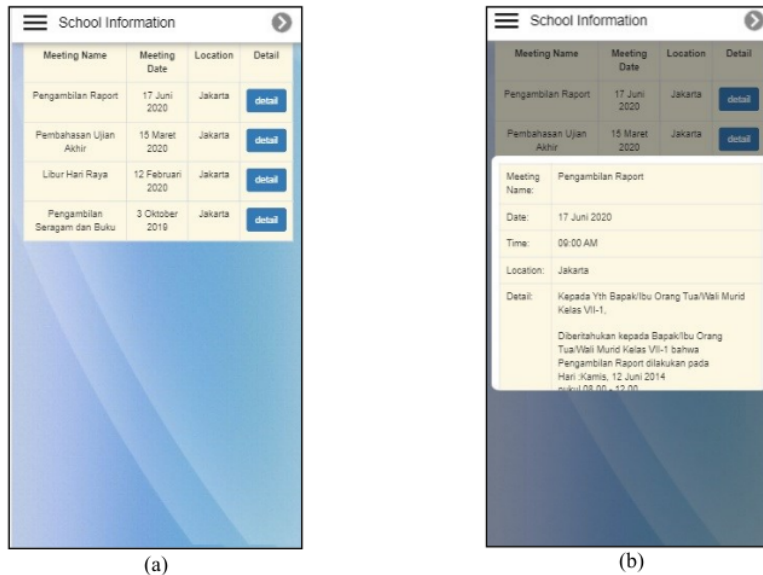 School Information
Meeting Name Meeting Date Location Detail
Pengambilan Raport 17 Juni 2020 Jakarta detail
Pembahasan Ujian Akhir 15 Maret 2020 Jakarta detail
Libur Hari Raya 12 Februari 2020 Jakarta detail
Pengambilan Seragam dan Buku 3 Oktober 2019 Jakarta detail
(a)
School Information
Meeting Name Meeting Date Location Detail
Pengambilan Raport 17 Juni 2020 Jakarta detail
Pembahasan Ujian Akhir 15 Maret 2020 Jakarta detail
Meeting Name: Pengambilan Raport
Date: 17 Juni 2020
Time: 09:00 AM
Location: Jakarta
Detail: Kepada Yth Bapak/Ibu Orang Tua/Wali Murid
Kelas VII-1,
Diberitahukan kepada Bapak/Ibu Orang
Tua/Wali Murid Kelas VII-1 bahwa
Pengambilan Raport dilakukan pada
Hari :Kamis, 12 Juni 2014
pukul 08.00 - 12.00
(b)